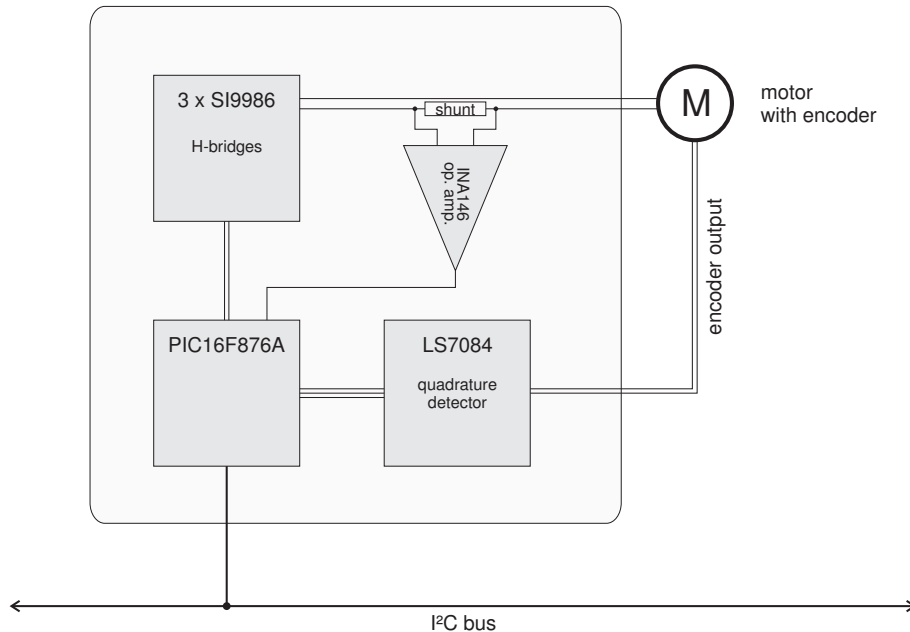 3 x SI9986
H-bridges
shunt
M
motor
with encoder
INA146
op. amp.
encoder output
PIC16F876A
LS7084
quadrature
detector
I²C bus